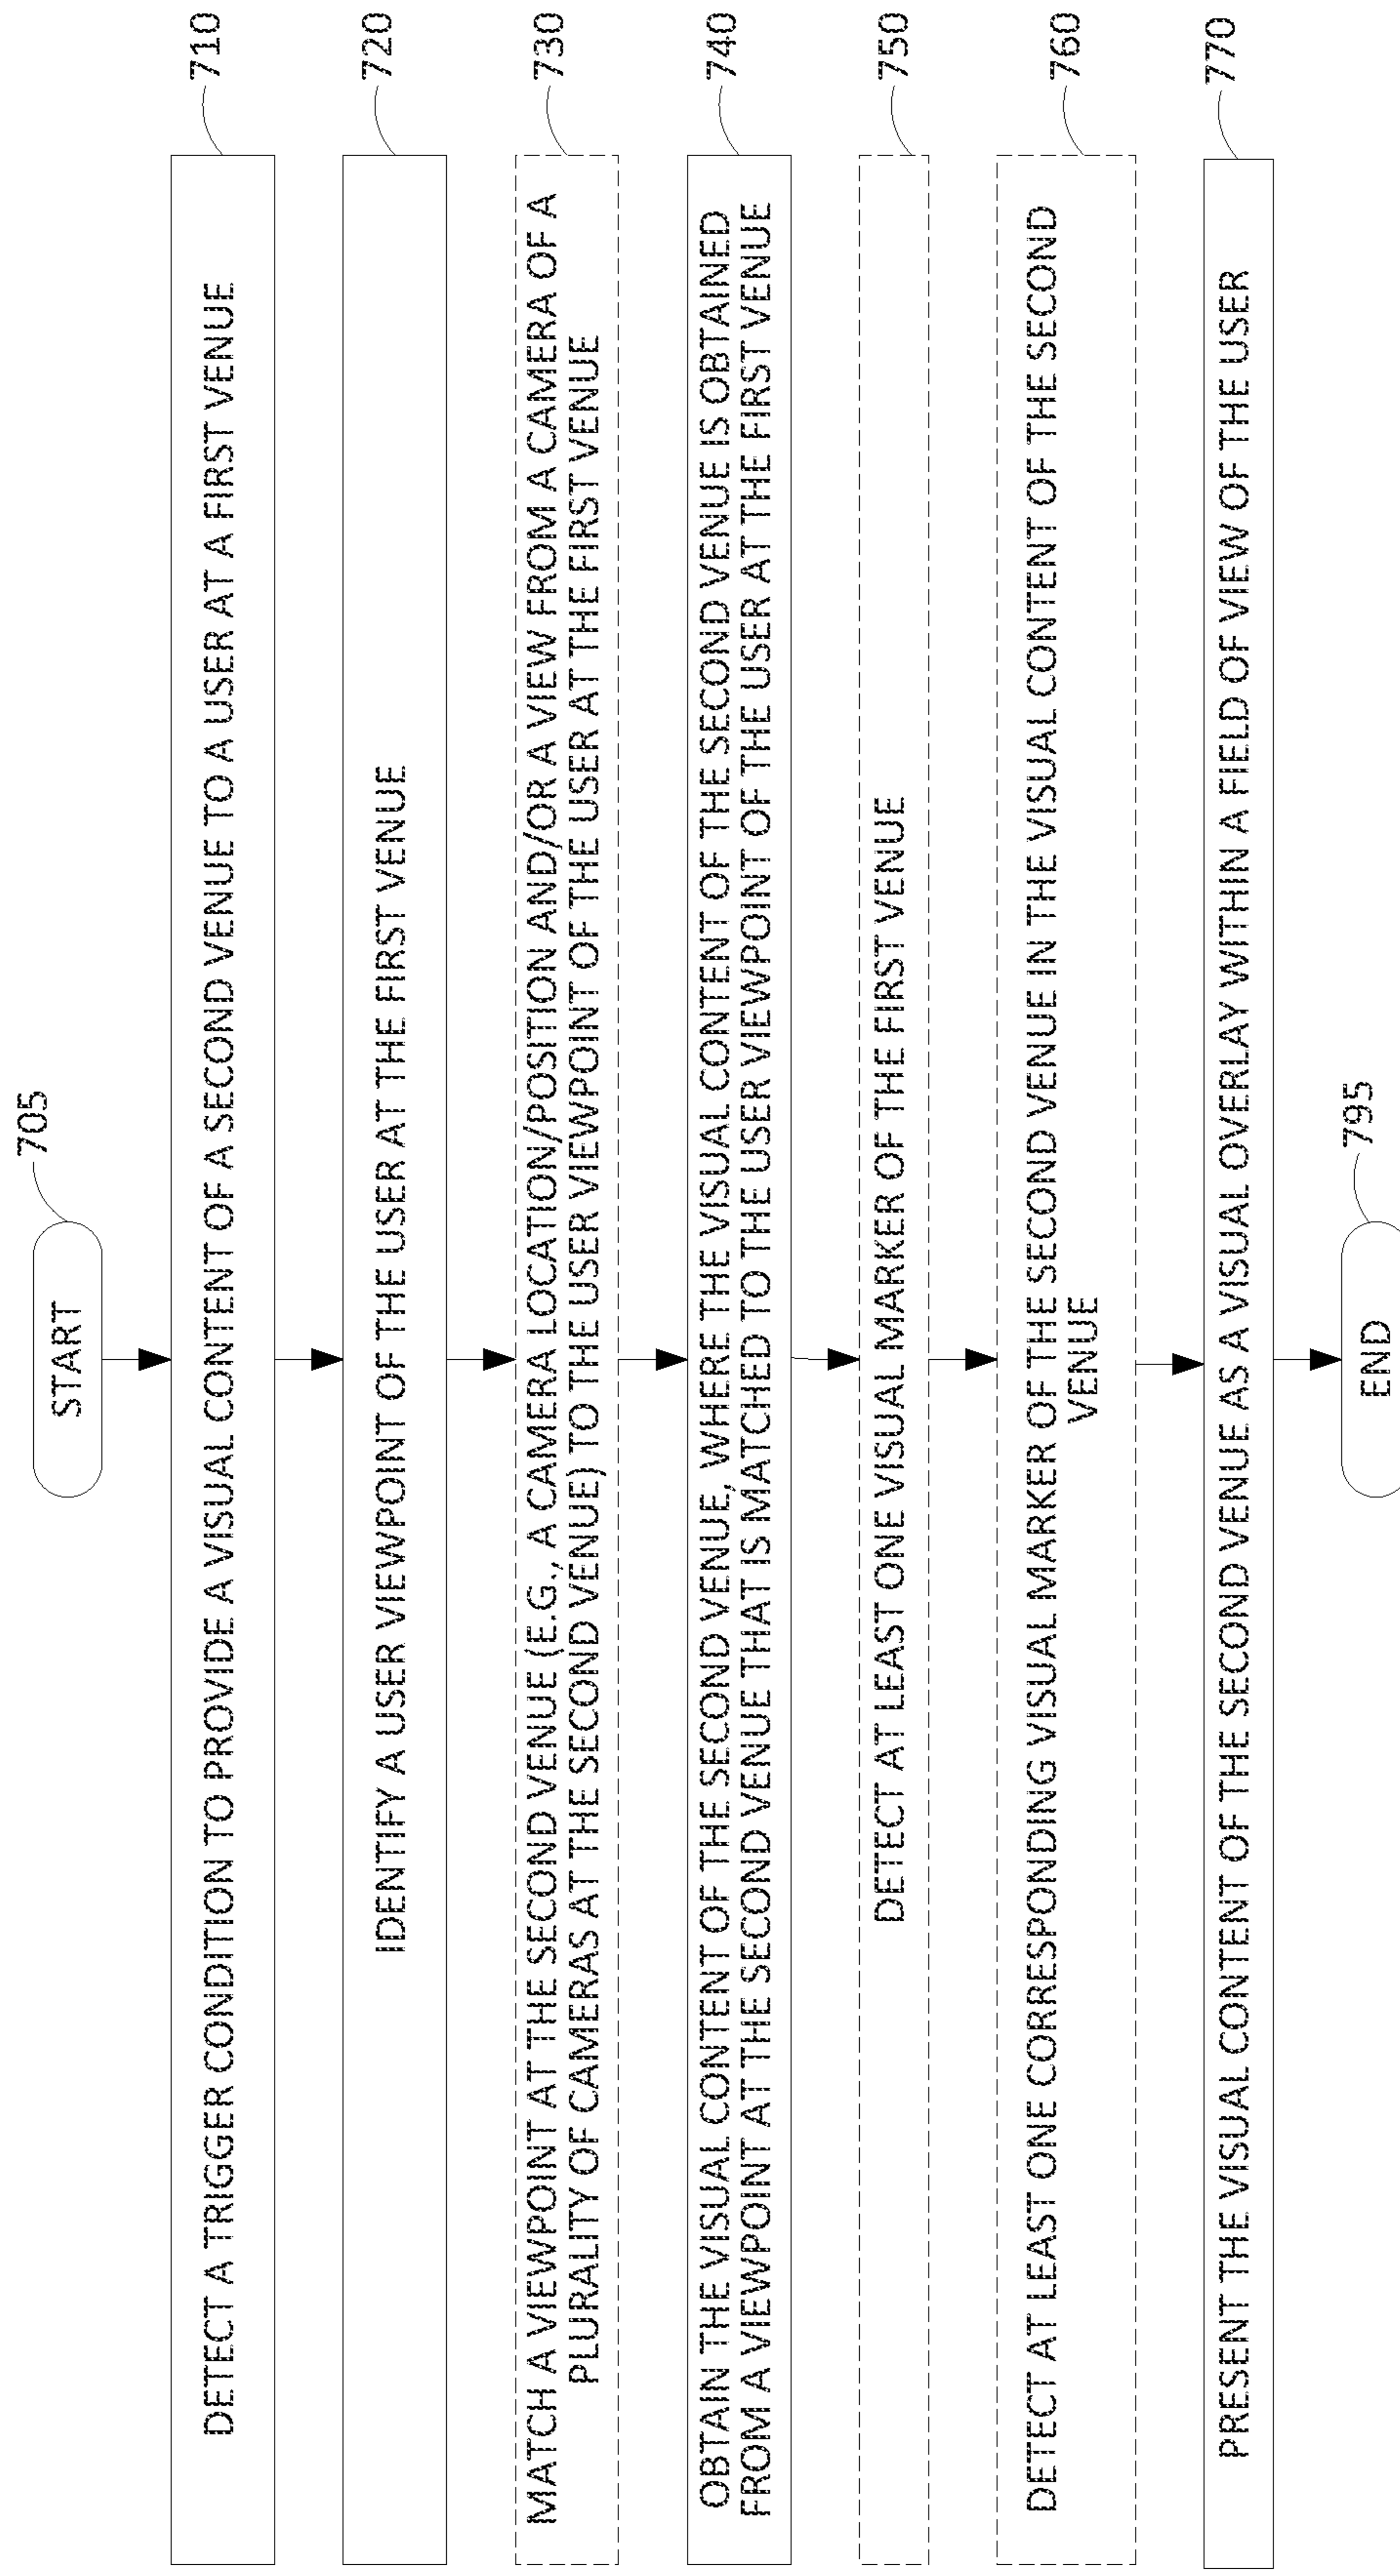 START
705
DETECT A TRIGGER CONDITION TO PROVIDE A VISUAL CONTENT OF A SECOND VENUE TO A USER AT A FIRST VENUE
710
IDENTIFY A USER VIEWPOINT OF THE USER AT THE FIRST VENUE
720
MATCH A VIEWPOINT AT THE SECOND VENUE (E.G., A CAMERA LOCATION/POSITION AND/OR A VIEW FROM A CAMERA OF A
PLURALITY OF CAMERAS AT THE SECOND VENUE) TO THE USER VIEWPOINT OF THE USER AT THE FIRST VENUE
730
OBTAIN THE VISUAL CONTENT OF THE SECOND VENUE, WHERE THE VISUAL CONTENT OF THE SECOND VENUE IS OBTAINED
FROM A VIEWPOINT AT THE SECOND VENUE THAT IS MATCHED TO THE USER VIEWPOINT OF THE USER AT THE FIRST VENUE
740
DETECT AT LEAST ONE VISUAL MARKER OF THE FIRST VENUE
750
DETECT AT LEAST ONE CORRESPONDING VISUAL MARKER OF THE SECOND VENUE IN THE VISUAL CONTENT OF THE SECOND
VENUE
760
PRESENT THE VISUAL CONTENT OF THE SECOND VENUE AS A VISUAL OVERLAY WITHIN A FIELD OF VIEW OF THE USER
770
END
795